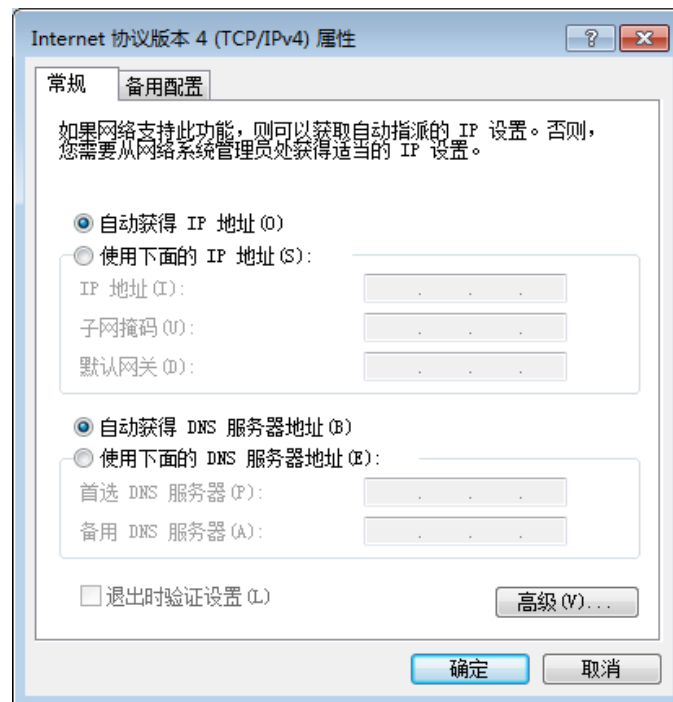 Internet 协议版本 4 (TCP/IPv4) 属性
常规 备用配置
如果网络支持此功能，则可以获取自动指派的 IP 设置。否则，
您需要从网络系统管理员处获得适当的 IP 设置。
自动获得 IP 地址(O)
使用下面的 IP 地址(S):
IP 地址(I):
子网掩码(U):
默认网关(D):
自动获得 DNS 服务器地址(B)
使用下面的 DNS 服务器地址(E):
首选 DNS 服务器(P):
备用 DNS 服务器(A):
退出时验证设置(L)
高级(V)...
确定 取消